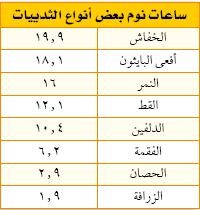 ساعات نوم بعض أنواع الثدييات
الخفاش ١٩,٩
أفعى البايثون ١٨,١
النمر ١٦
القط ١٢,١
الدلفين ١٠,٤
الفقمة ٦,٢
الحصان ٢,٩
الزرافة ١,٩